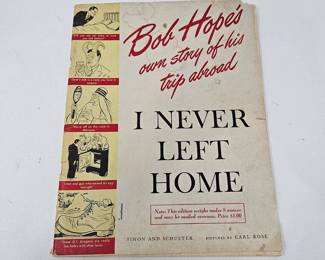 Bob Hope's
own story of his
trip abroad
I NEVER
LEFT
HOME
Note: This edition weighs under 8 ounces
and may be mailed overseas. Price $1.00
SIMON AND SCHUSTER
PICTURES BY CARL ROSE